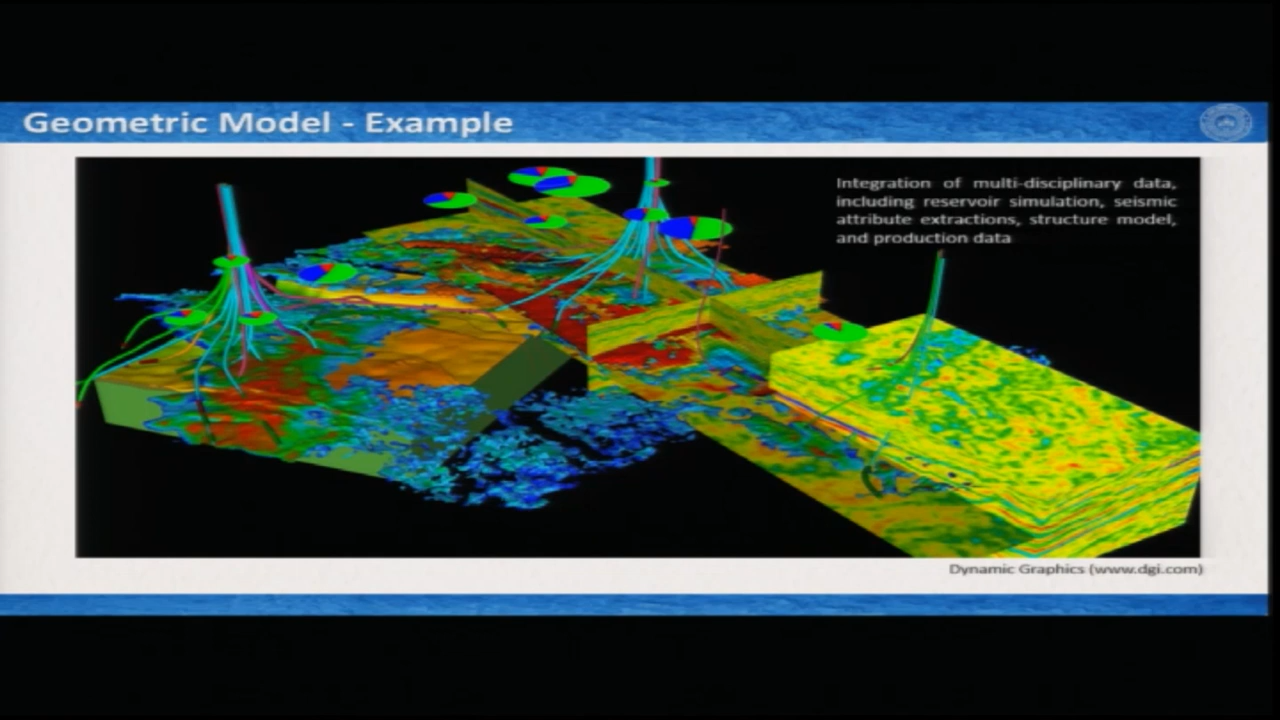 Geometric Model - Example
Integration of multi-disciplinary data,
including reservoir simulation, seismic
attribute extractions, structure model,
and production data
Dynamic Graphics (www.dgi.com)